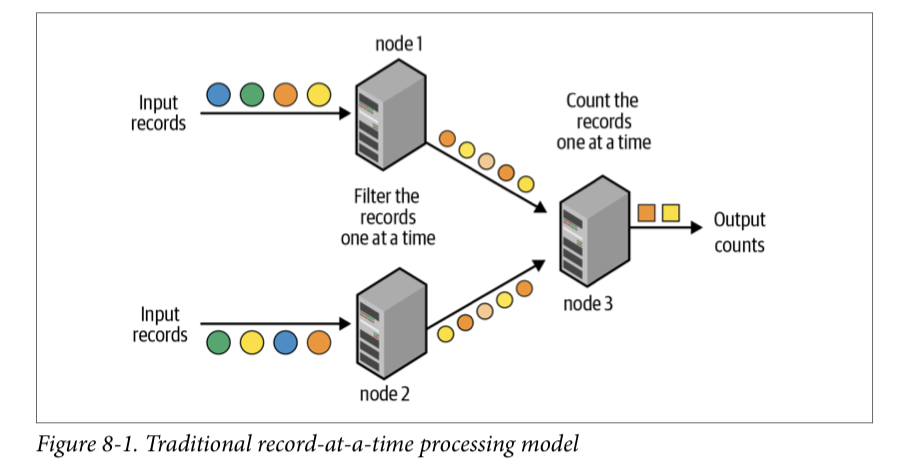 node 1
Input
records
Count the
records
one at a time
Filter the
records
one at a time
Output
counts
node 3
Input
records
node 2
Figure 8-1. Traditional record-at-a-time processing model